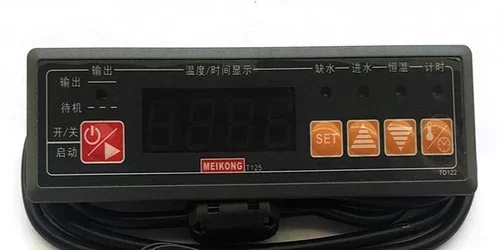 输出 温度/时间显示 缺水 进水 恒温 计时
输出
待机
开/关
启动
SET
MEIKONG T125
TD122